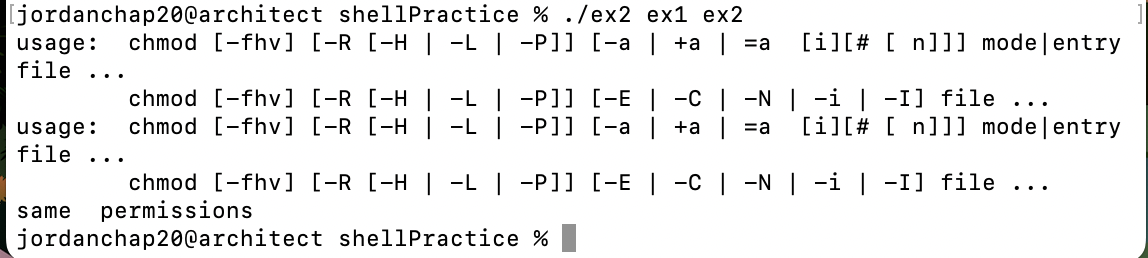 [jordanchap20@architect shellPractice % ./ex2 ex1 ex2 ]
usage:  chmod [-fhv] [-R [-H | -L | -P]] [-a | +a | =a  [i][# [ n]]] mode|entry
file ...
        chmod [-fhv] [-R [-H | -L | -P]] [-E | -C | -N | -i | -I] file ...
usage:  chmod [-fhv] [-R [-H | -L | -P]] [-a | +a | =a  [i][# [ n]]] mode|entry
file ...
        chmod [-fhv] [-R [-H | -L | -P]] [-E | -C | -N | -i | -I] file ...
same  permissions
jordanchap20@architect shellPractice %